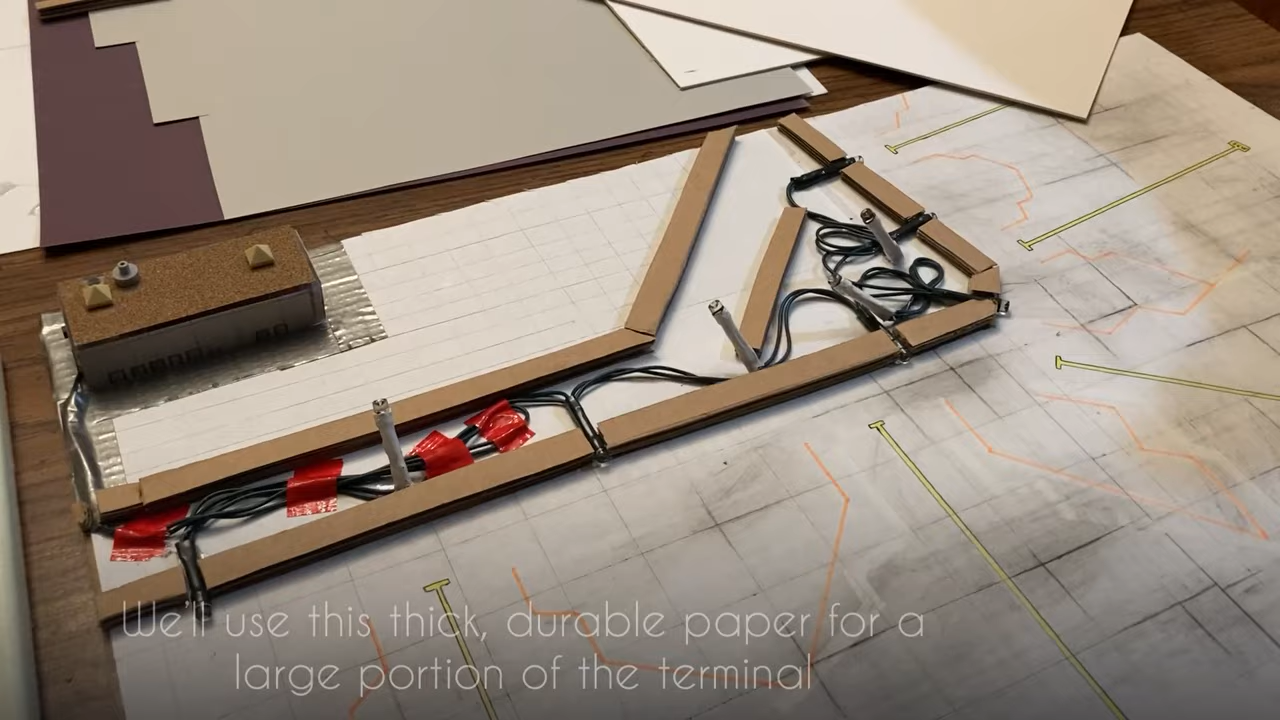 We'll use this thick, durable paper for a
large portion of the terminal